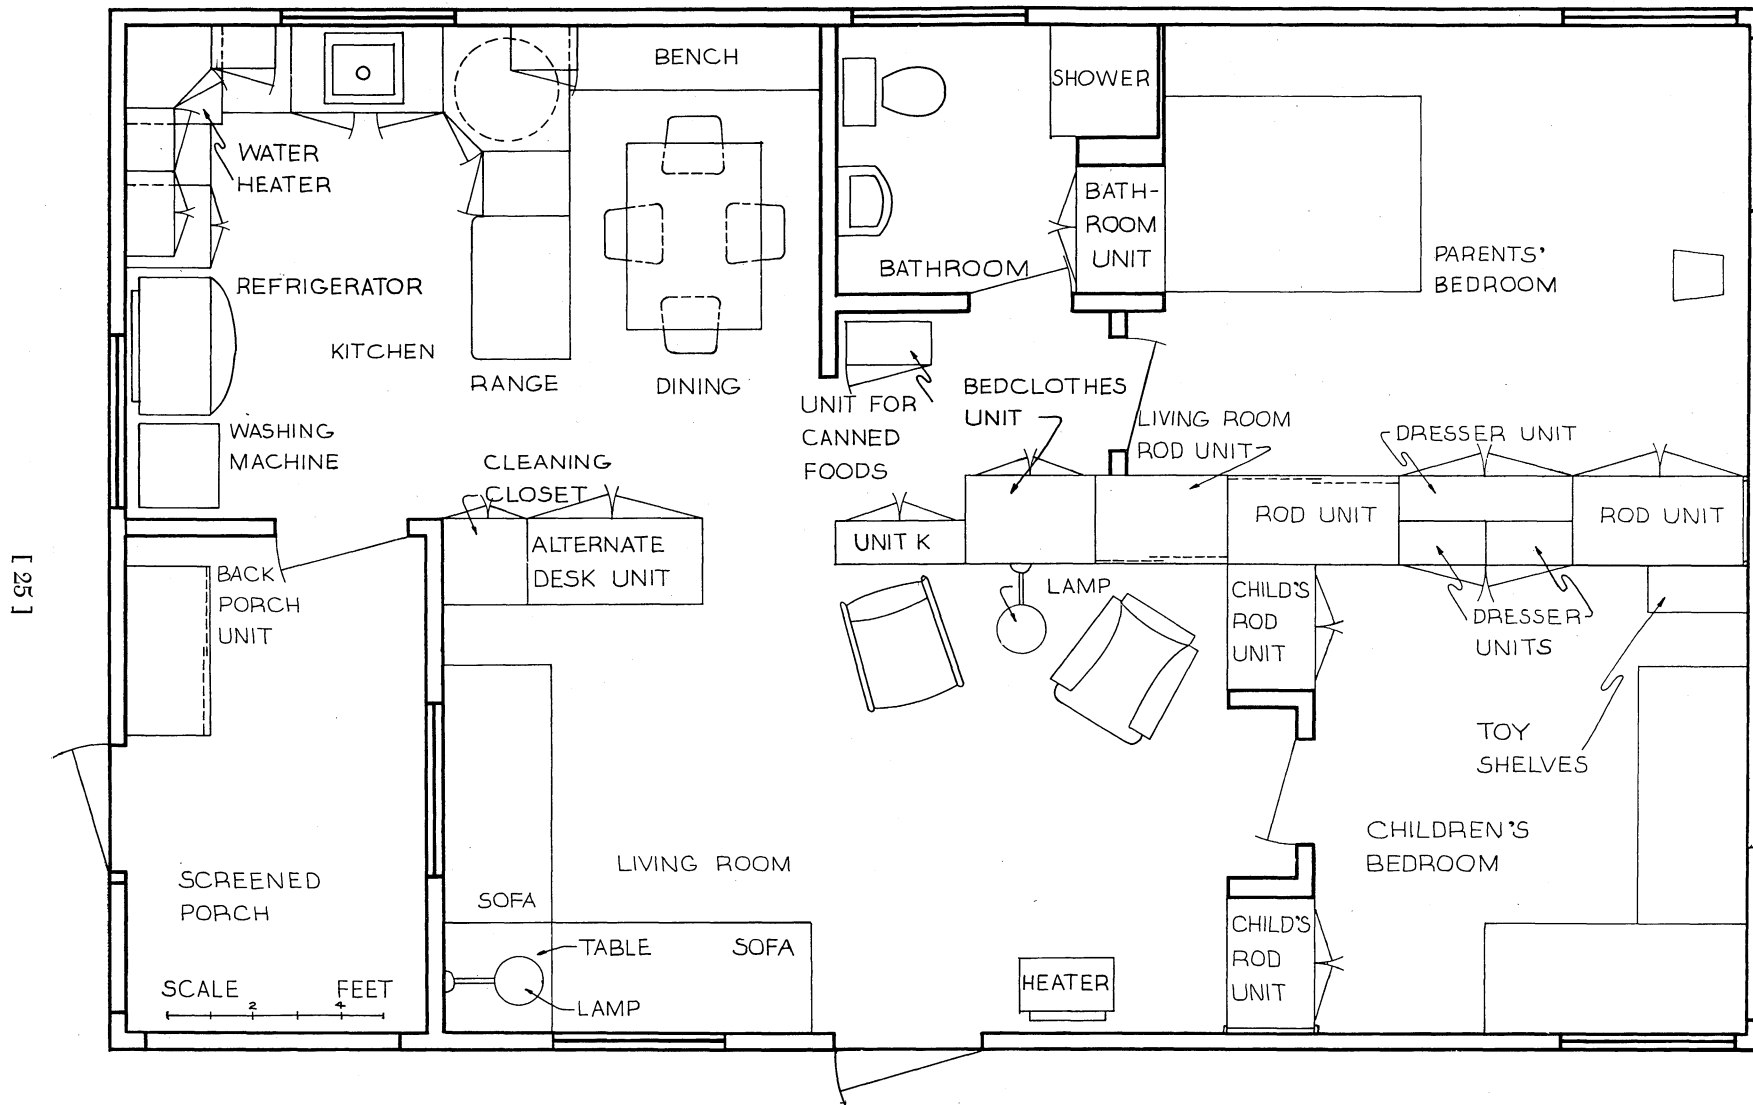 BENCH
SHOWER
WATER
HEATER
BATH-
ROOM
UNIT
REFRIGERATOR
BATHROOM
PARENTS'
BEDROOM
KITCHEN
RANGE
DINING
UNIT FOR
CANNED
FOODS
BEDCLOTHES
UNIT
LIVING ROOM
ROD UNIT
DRESSER UNIT
WASHING
MACHINE
CLEANING
CLOSET
ALTERNATE
DESK UNIT
UNIT K
ROD UNIT
ROD UNIT
[ 25 ]
BACK
PORCH
UNIT
LAMP
CHILD'S
ROD
UNIT
DRESSER
UNITS
TOY
SHELVES
LIVING ROOM
CHILDREN'S
BEDROOM
SCREENED
PORCH
SOFA
TABLE
SOFA
LAMP
HEATER
CHILD'S
ROD
UNIT
SCALE FEET
2 4